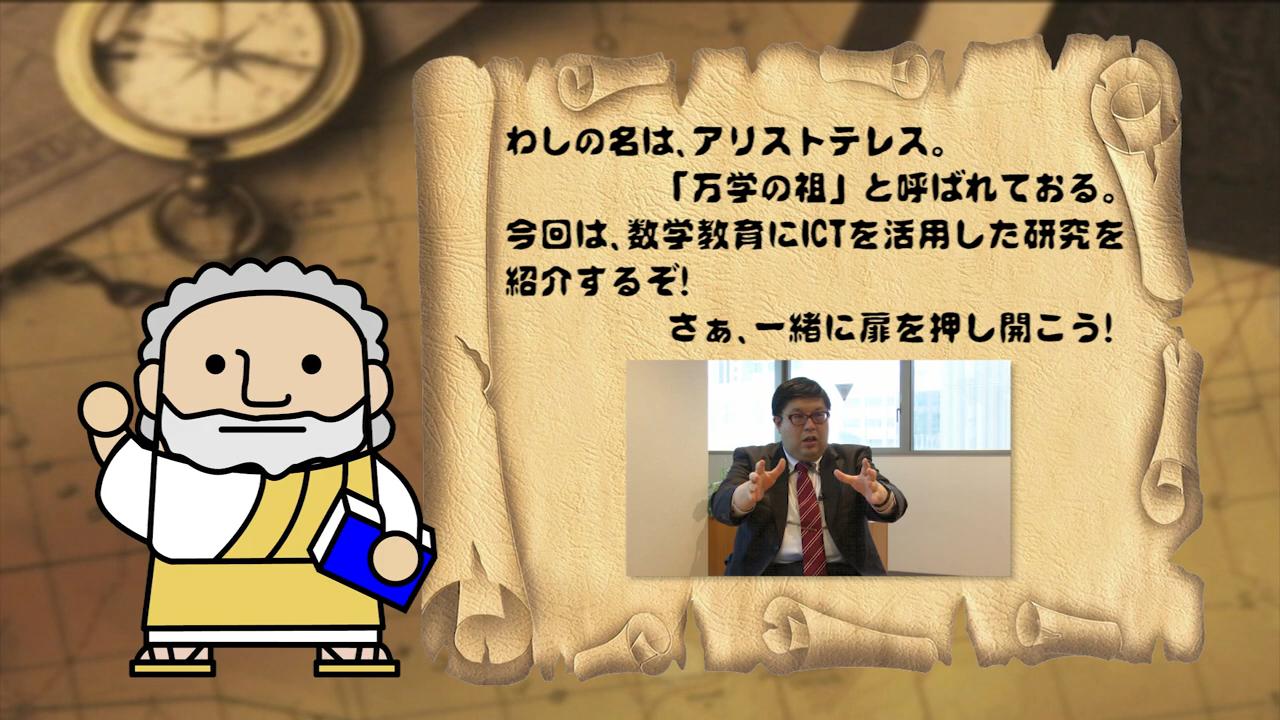 わしの名は、アリストテレス。
「万学の祖」と呼ばれておる。
今回は、数学教育にICTを活用した研究を
紹介するぞ!
さぁ、一緒に扉を押し開こう!